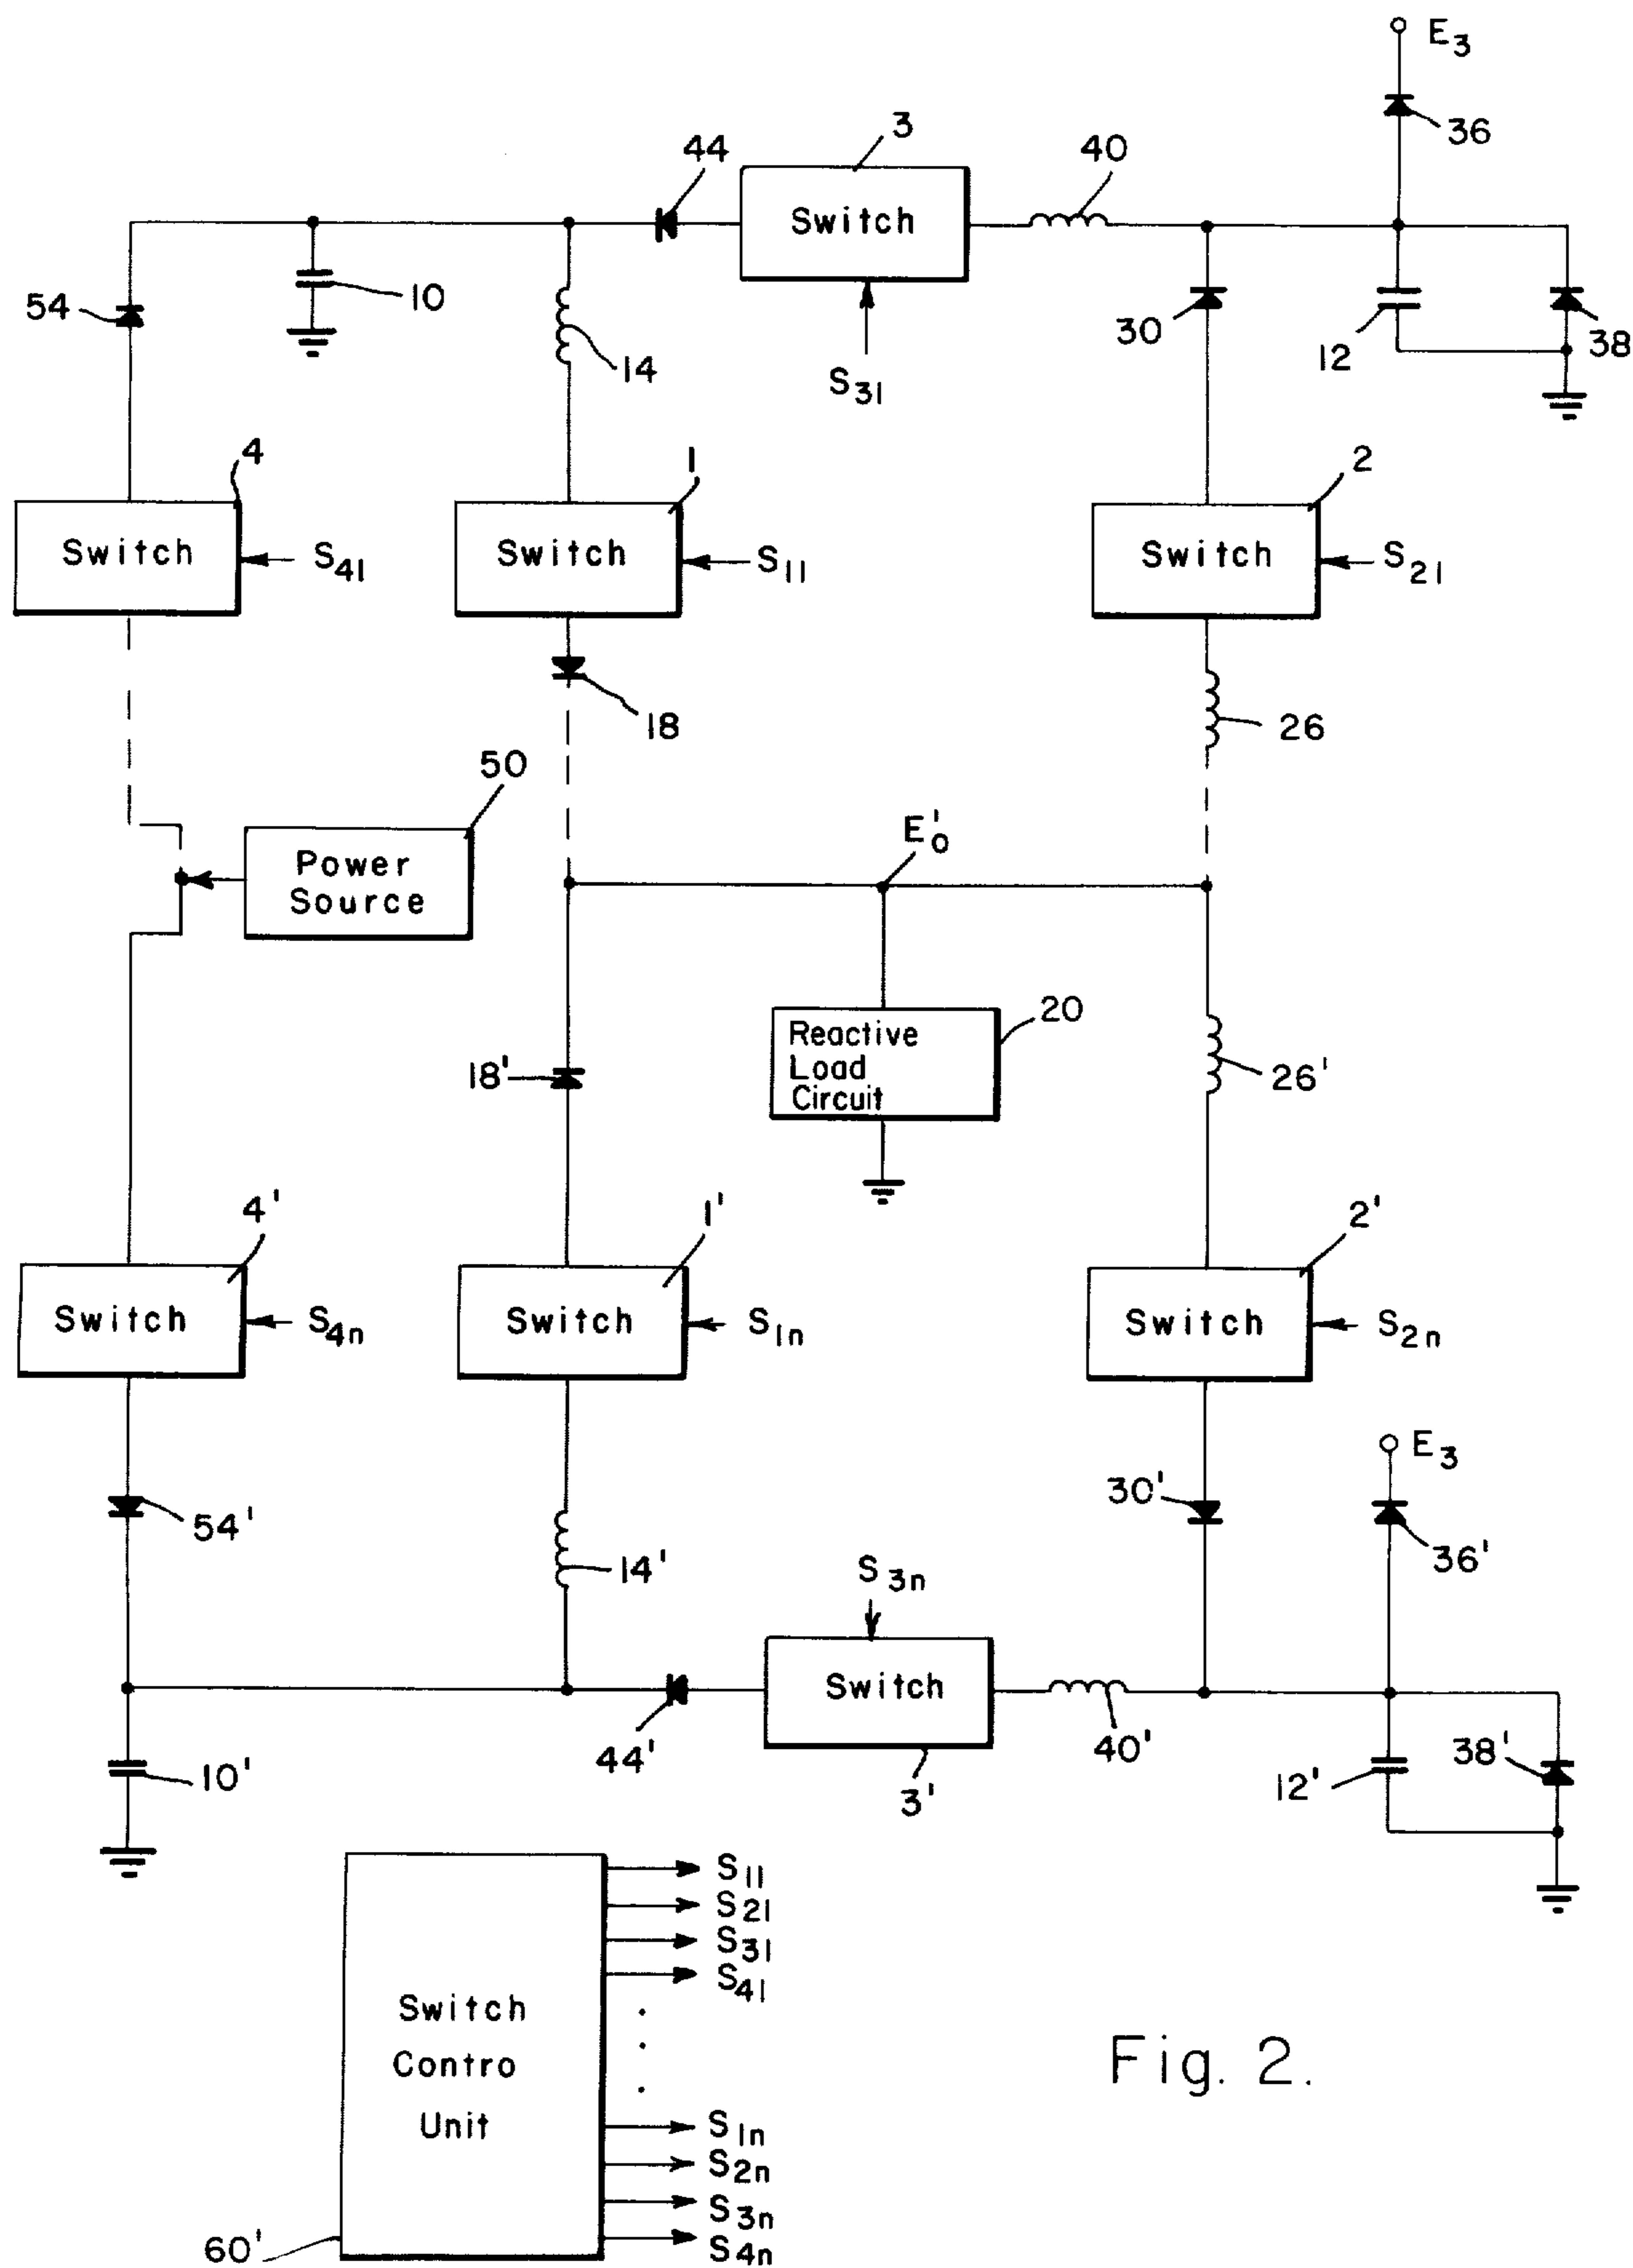 E3
36
3
44
40
Switch
54
10
14
S31
30
12
38
4
1
2
Switch
S41
Switch
S11
Switch
S21
18
26
50
Power
Source
E'0
20
Reactive
Load
Circuit
18'
26'
4'
1'
2'
Switch
S4n
Switch
S1n
Switch
S2n
E3
30'
36'
54'
14'
S3n
Switch
44'
40'
3'
10'
12'
38'
S11
S21
S31
S41
Switch
Contro
Unit
S1n
S2n
S3n
S4n
60'
Fig. 2.